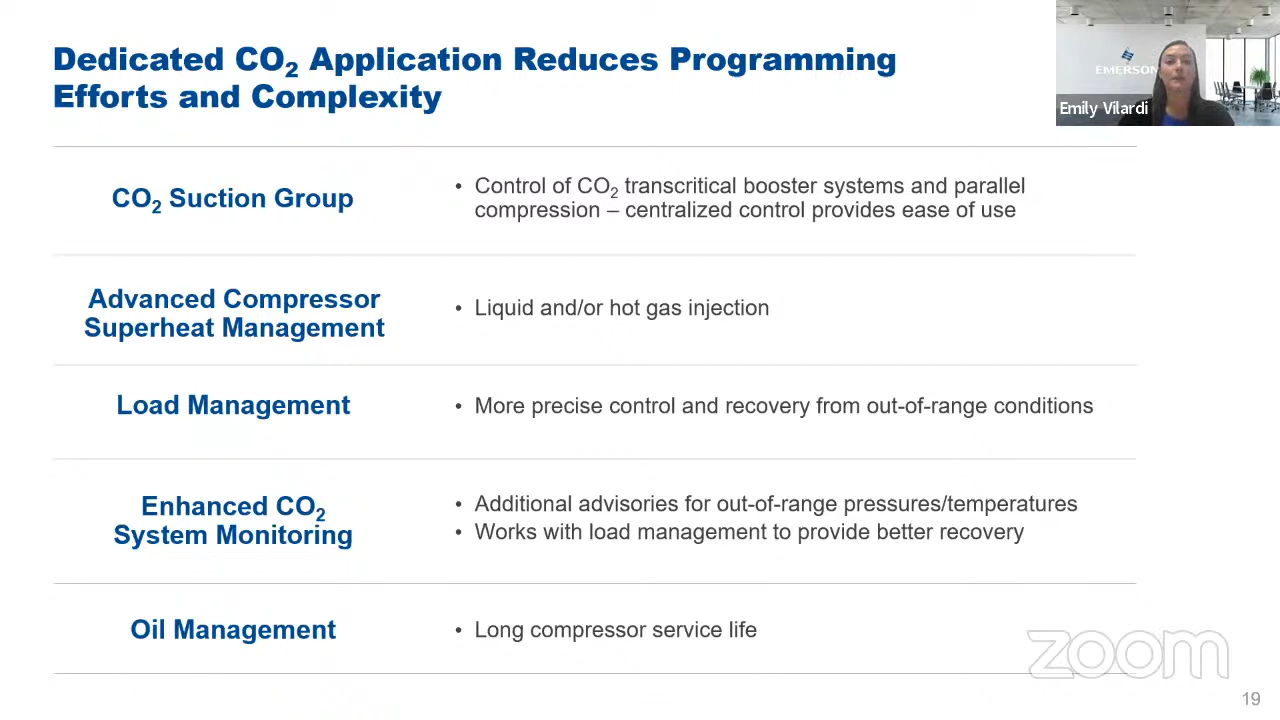 Dedicated CO2 Application Reduces Programming
Efforts and Complexity
EMERSON
Emily Vilardi
CO2 Suction Group
• Control of CO2 transcritical booster systems and parallel
compression – centralized control provides ease of use
Advanced Compressor
Superheat Management
• Liquid and/or hot gas injection
Load Management
• More precise control and recovery from out-of-range conditions
Enhanced CO2
System Monitoring
• Additional advisories for out-of-range pressures/temperatures
• Works with load management to provide better recovery
Oil Management
• Long compressor service life
zoom
19